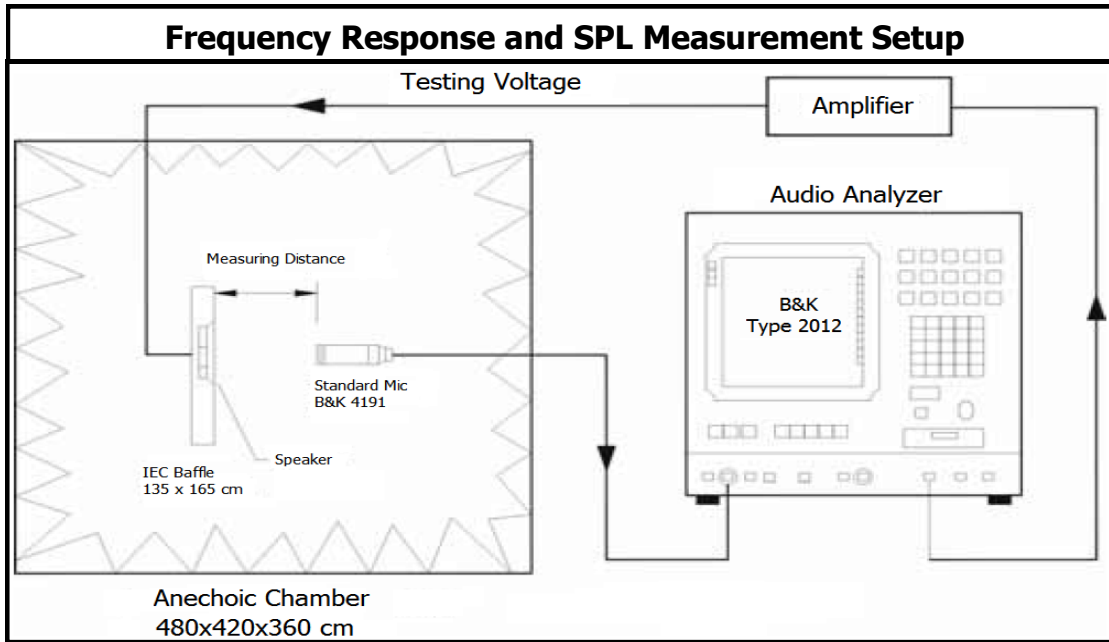 Frequency Response and SPL Measurement Setup
Testing Voltage
Amplifier
Audio Analyzer
Measuring Distance
B&K
Type 2012
Standard Mic
B&K 4191
Speaker
IEC Baffle
135 x 165 cm
Anechoic Chamber
480x420x360 cm